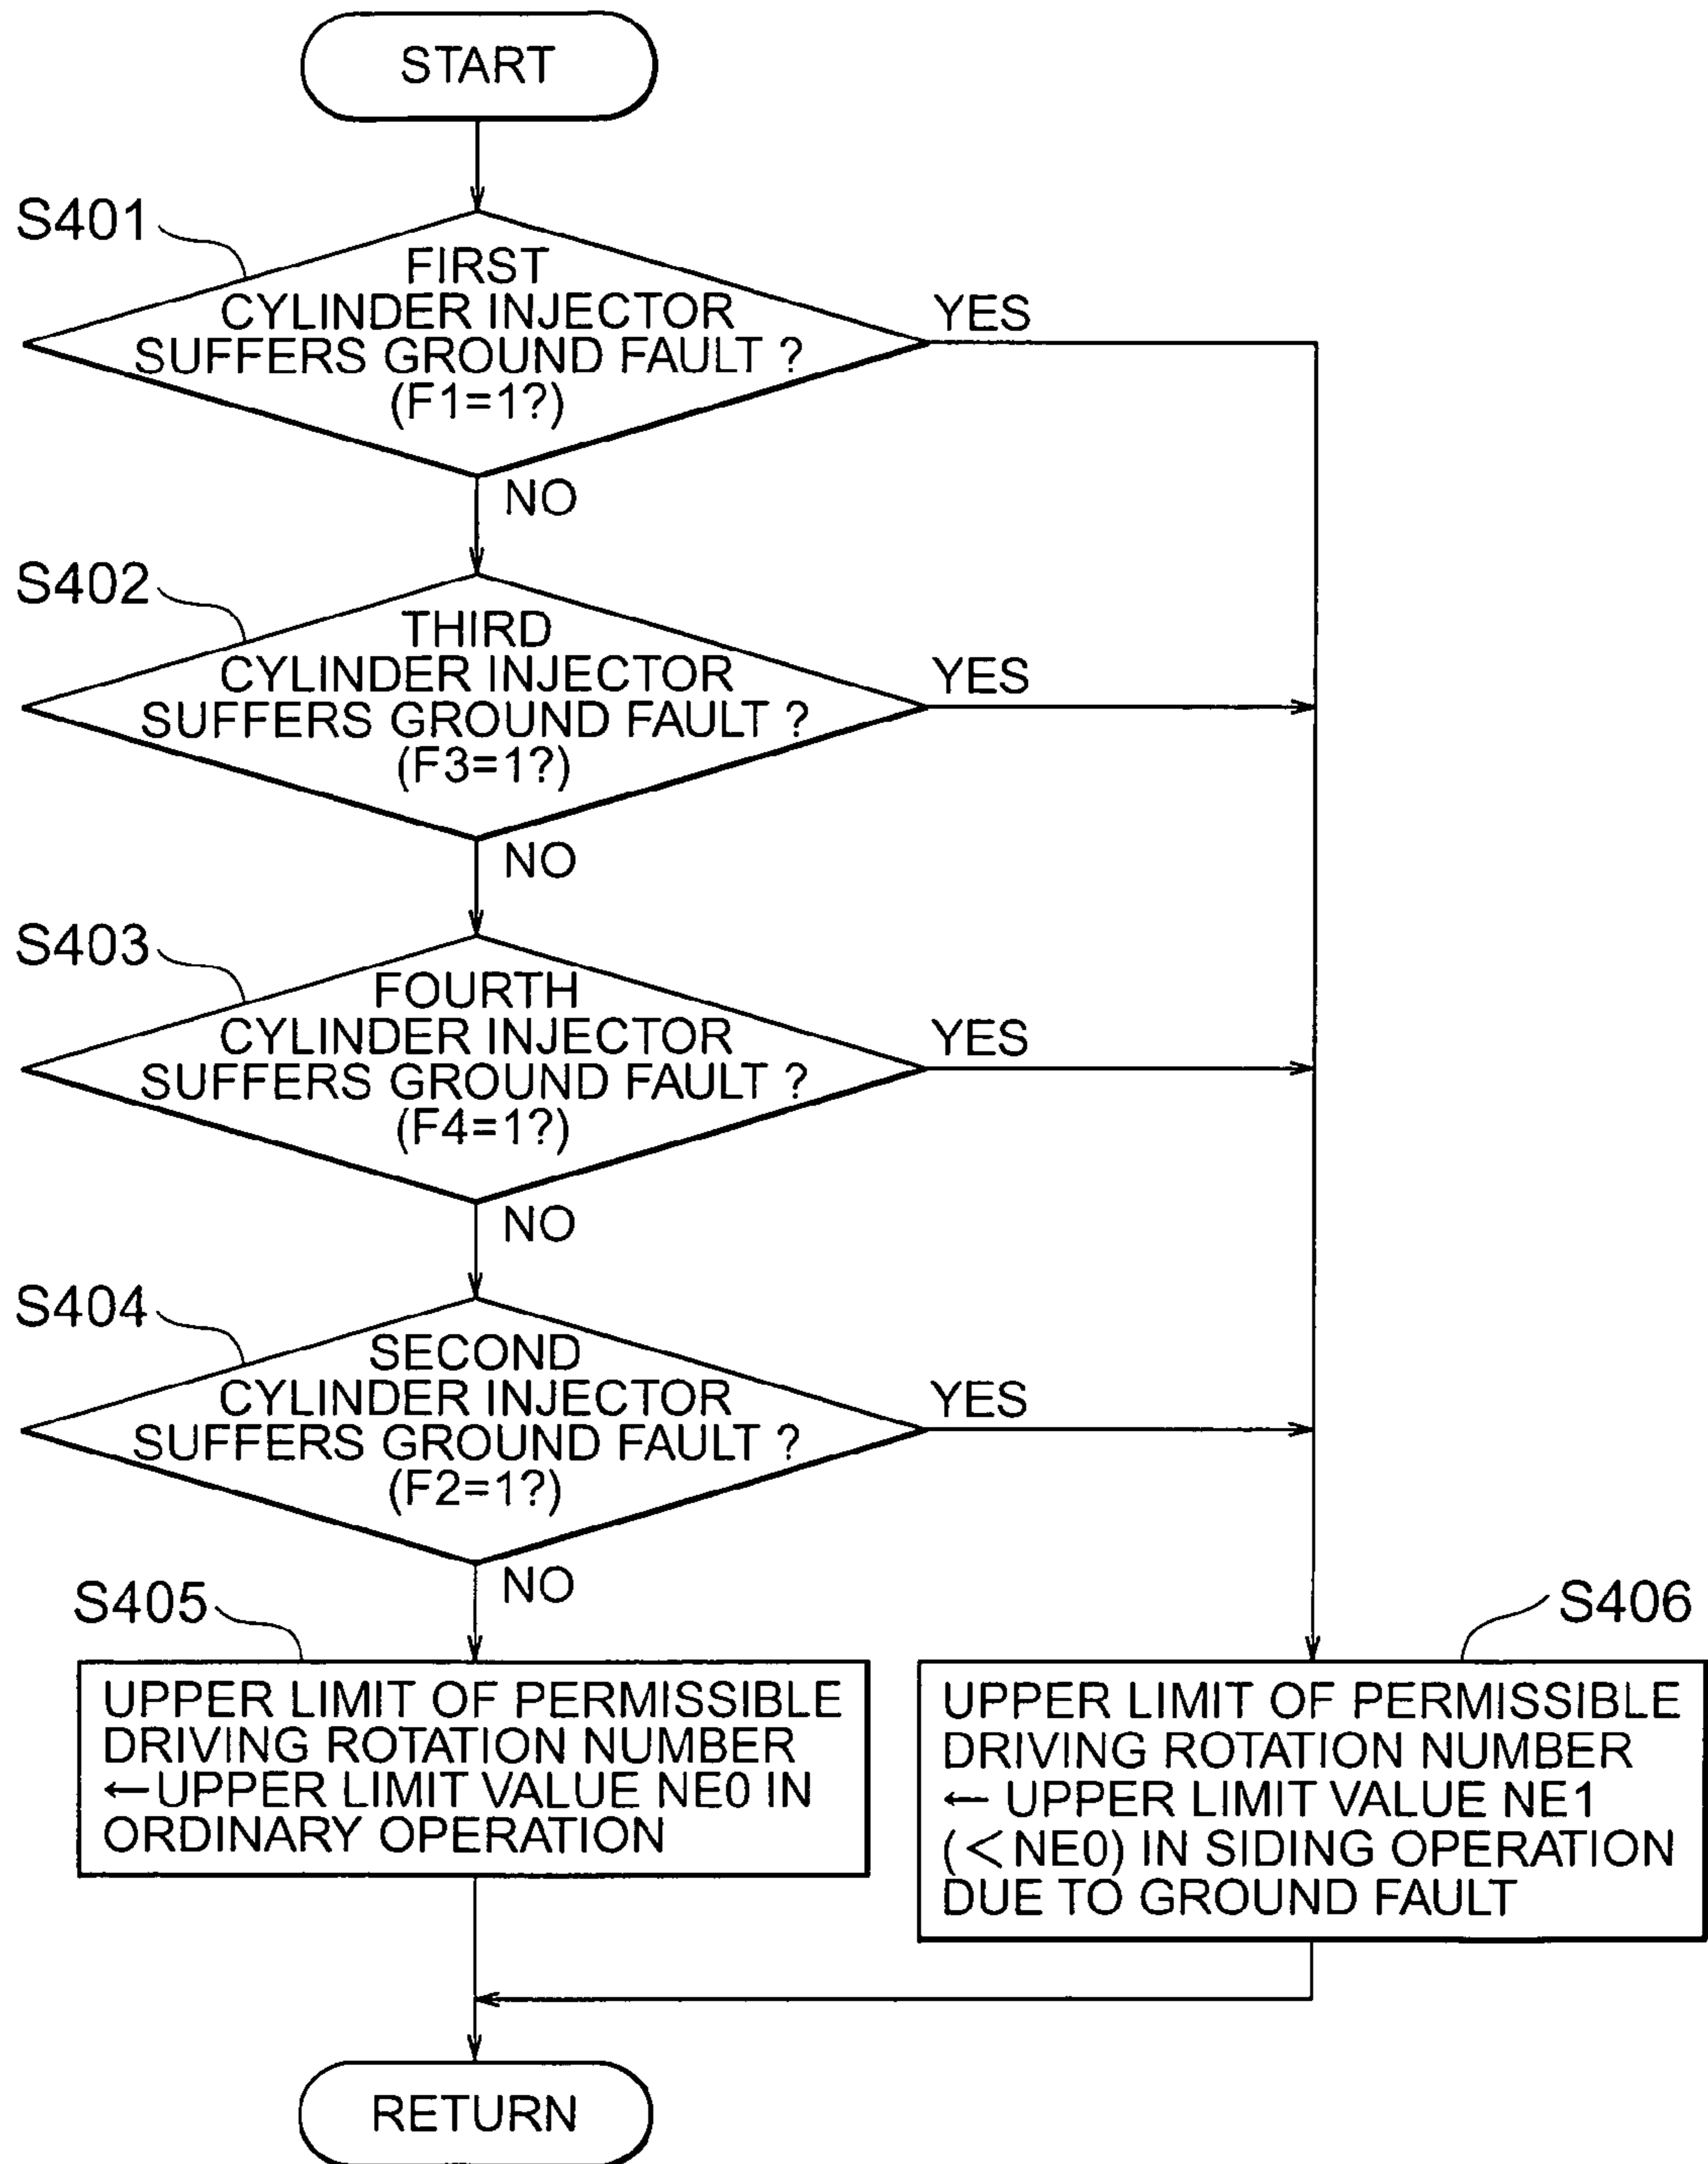 START
S401
FIRST
CYLINDER INJECTOR
SUFFERS GROUND FAULT ?
(F1=1?)
YES
NO
S402
THIRD
CYLINDER INJECTOR
SUFFERS GROUND FAULT ?
(F3=1?)
YES
NO
S403
FOURTH
CYLINDER INJECTOR
SUFFERS GROUND FAULT ?
(F4=1?)
YES
NO
S404
SECOND
CYLINDER INJECTOR
SUFFERS GROUND FAULT ?
(F2=1?)
YES
NO
S405
UPPER LIMIT OF PERMISSIBLE
DRIVING ROTATION NUMBER
←UPPER LIMIT VALUE NE0 IN
ORDINARY OPERATION
S406
UPPER LIMIT OF PERMISSIBLE
DRIVING ROTATION NUMBER
← UPPER LIMIT VALUE NE1
(<NE0) IN SIDING OPERATION
DUE TO GROUND FAULT
RETURN